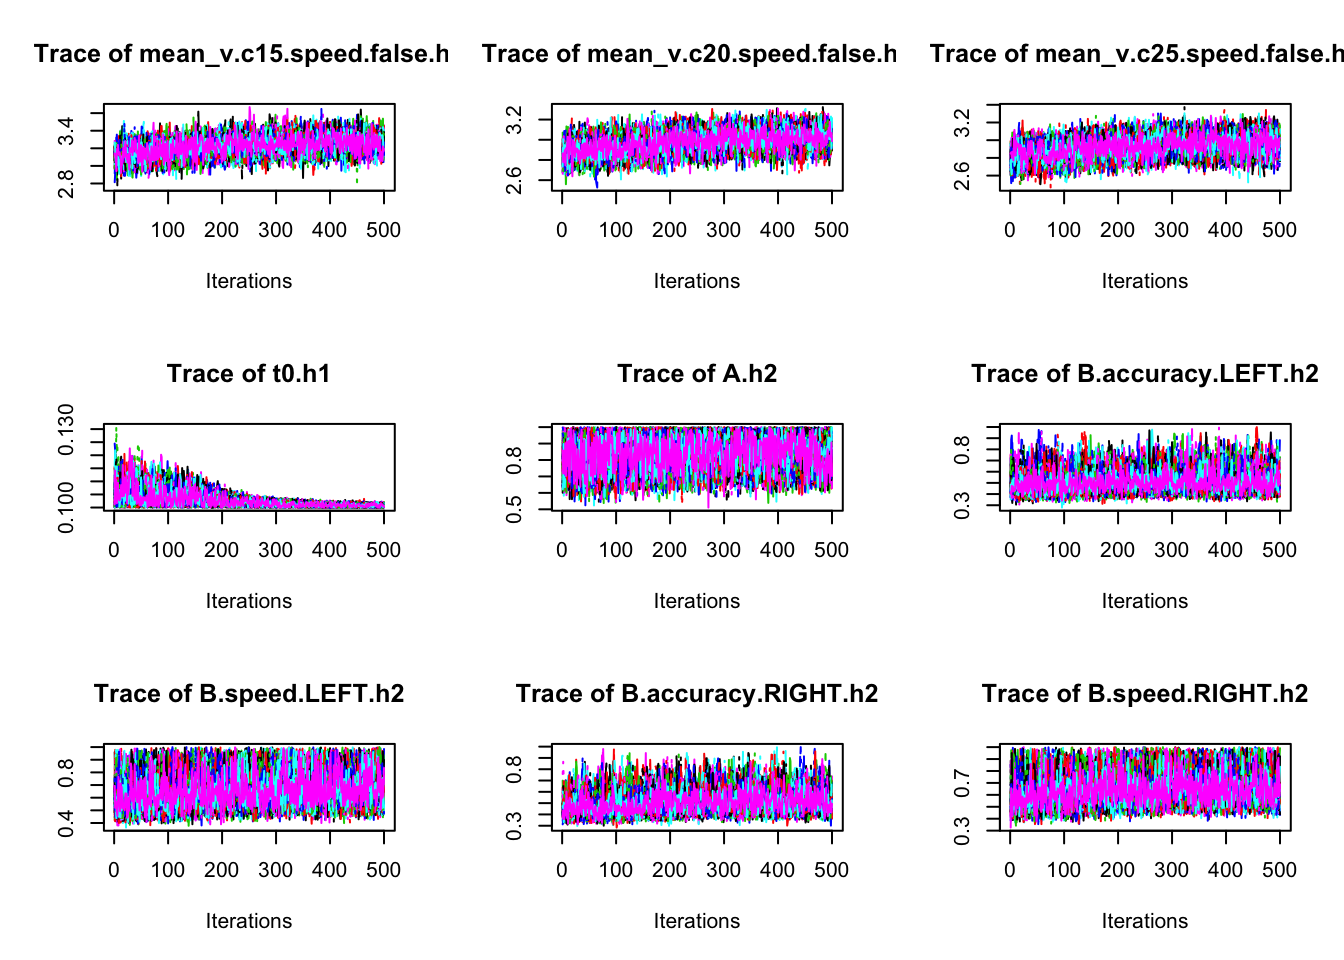 Trace of mean_v.c15.speed.false.h
3.4
2.8
0 100 200 300 400 500
Iterations
Trace of mean_v.c20.speed.false.h
3.2
2.6
0 100 200 300 400 500
Iterations
Trace of mean_v.c25.speed.false.h
3.2
2.6
0 100 200 300 400 500
Iterations
Trace of t0.h1
0.130
0.100
0 100 200 300 400 500
Iterations
Trace of A.h2
0.8
0.5
0 100 200 300 400 500
Iterations
Trace of B.accuracy.LEFT.h2
0.8
0.3
0 100 200 300 400 500
Iterations
Trace of B.speed.LEFT.h2
0.8
0.4
0 100 200 300 400 500
Iterations
Trace of B.accuracy.RIGHT.h2
0.8
0.3
0 100 200 300 400 500
Iterations
Trace of B.speed.RIGHT.h2
0.7
0.3
0 100 200 300 400 500
Iterations